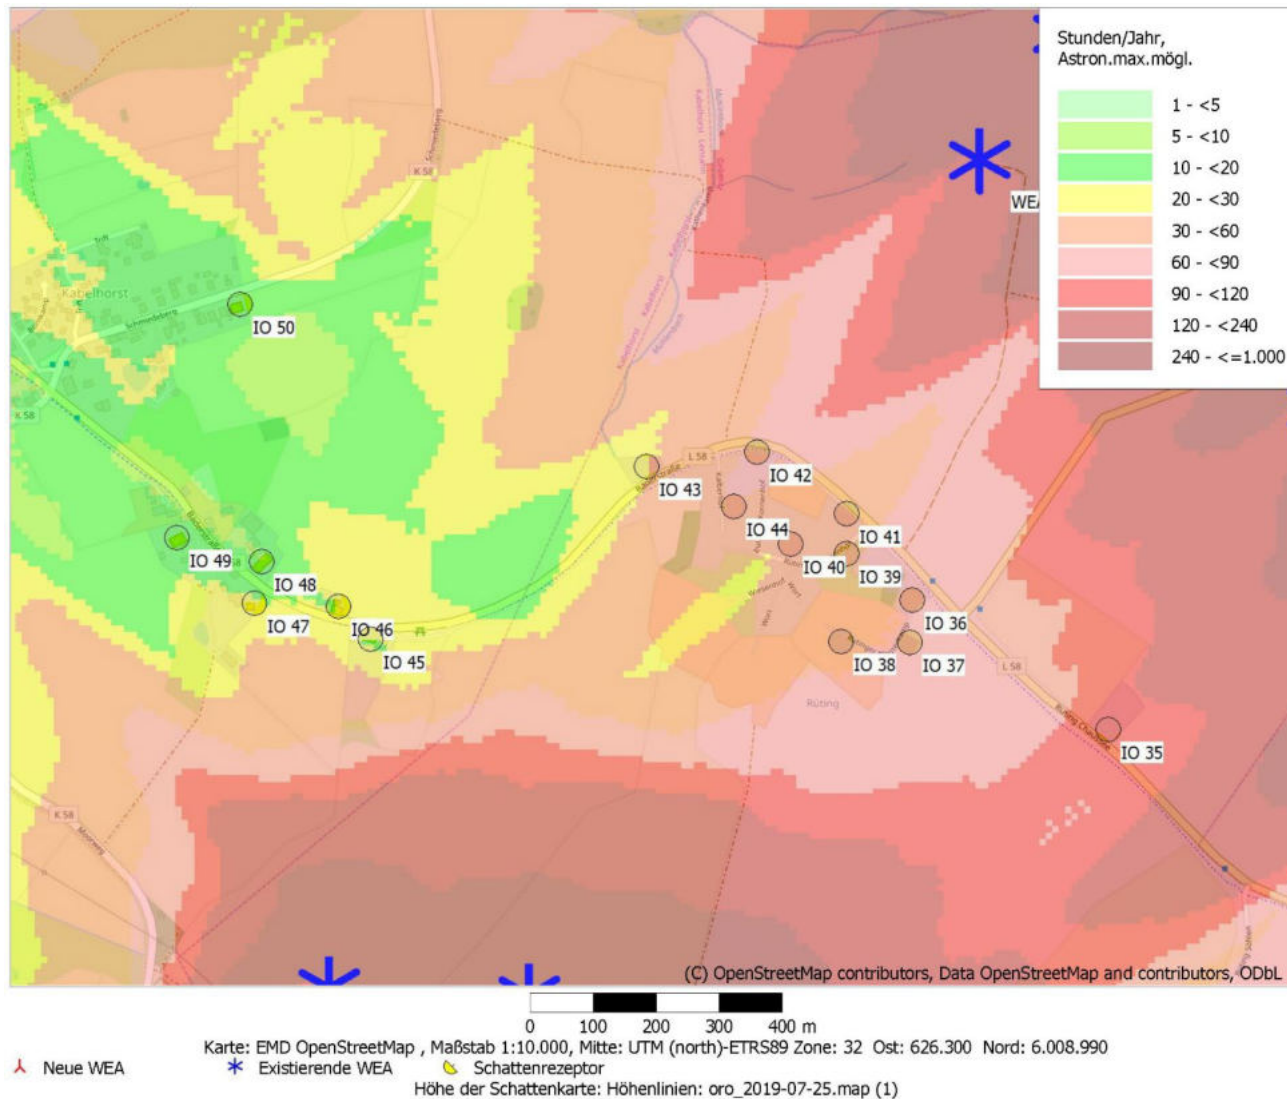 Stunden/Jahr,
Astron.max.mögl.
1 - <5
5 - <10
10 - <20
20 - <30
30 - <60
60 - <90
90 - <120
120 - <240
240 - <=1.000
WEA
K 58
Schmiedeberg
Kabelhorst
Schmiedeberg
IO 50
K 58
L 58
IO 42
IO 43
IO 44
IO 41
IO 40
IO 39
IO 49
IO 48
IO 47
IO 46
IO 45
IO 36
IO 38
IO 37
L 58
Rüting
IO 35
K 58
(C) OpenStreetMap contributors, Data OpenStreetMap and contributors, ODbL
0 100 200 300 400 m
Karte: EMD OpenStreetMap , Maßstab 1:10.000, Mitte: UTM (north)-ETRS89 Zone: 32 Ost: 626.300 Nord: 6.008.990
Neue WEA Existierende WEA Schattenrezeptor
Höhe der Schattenkarte: Höhenlinien: oro_2019-07-25.map (1)